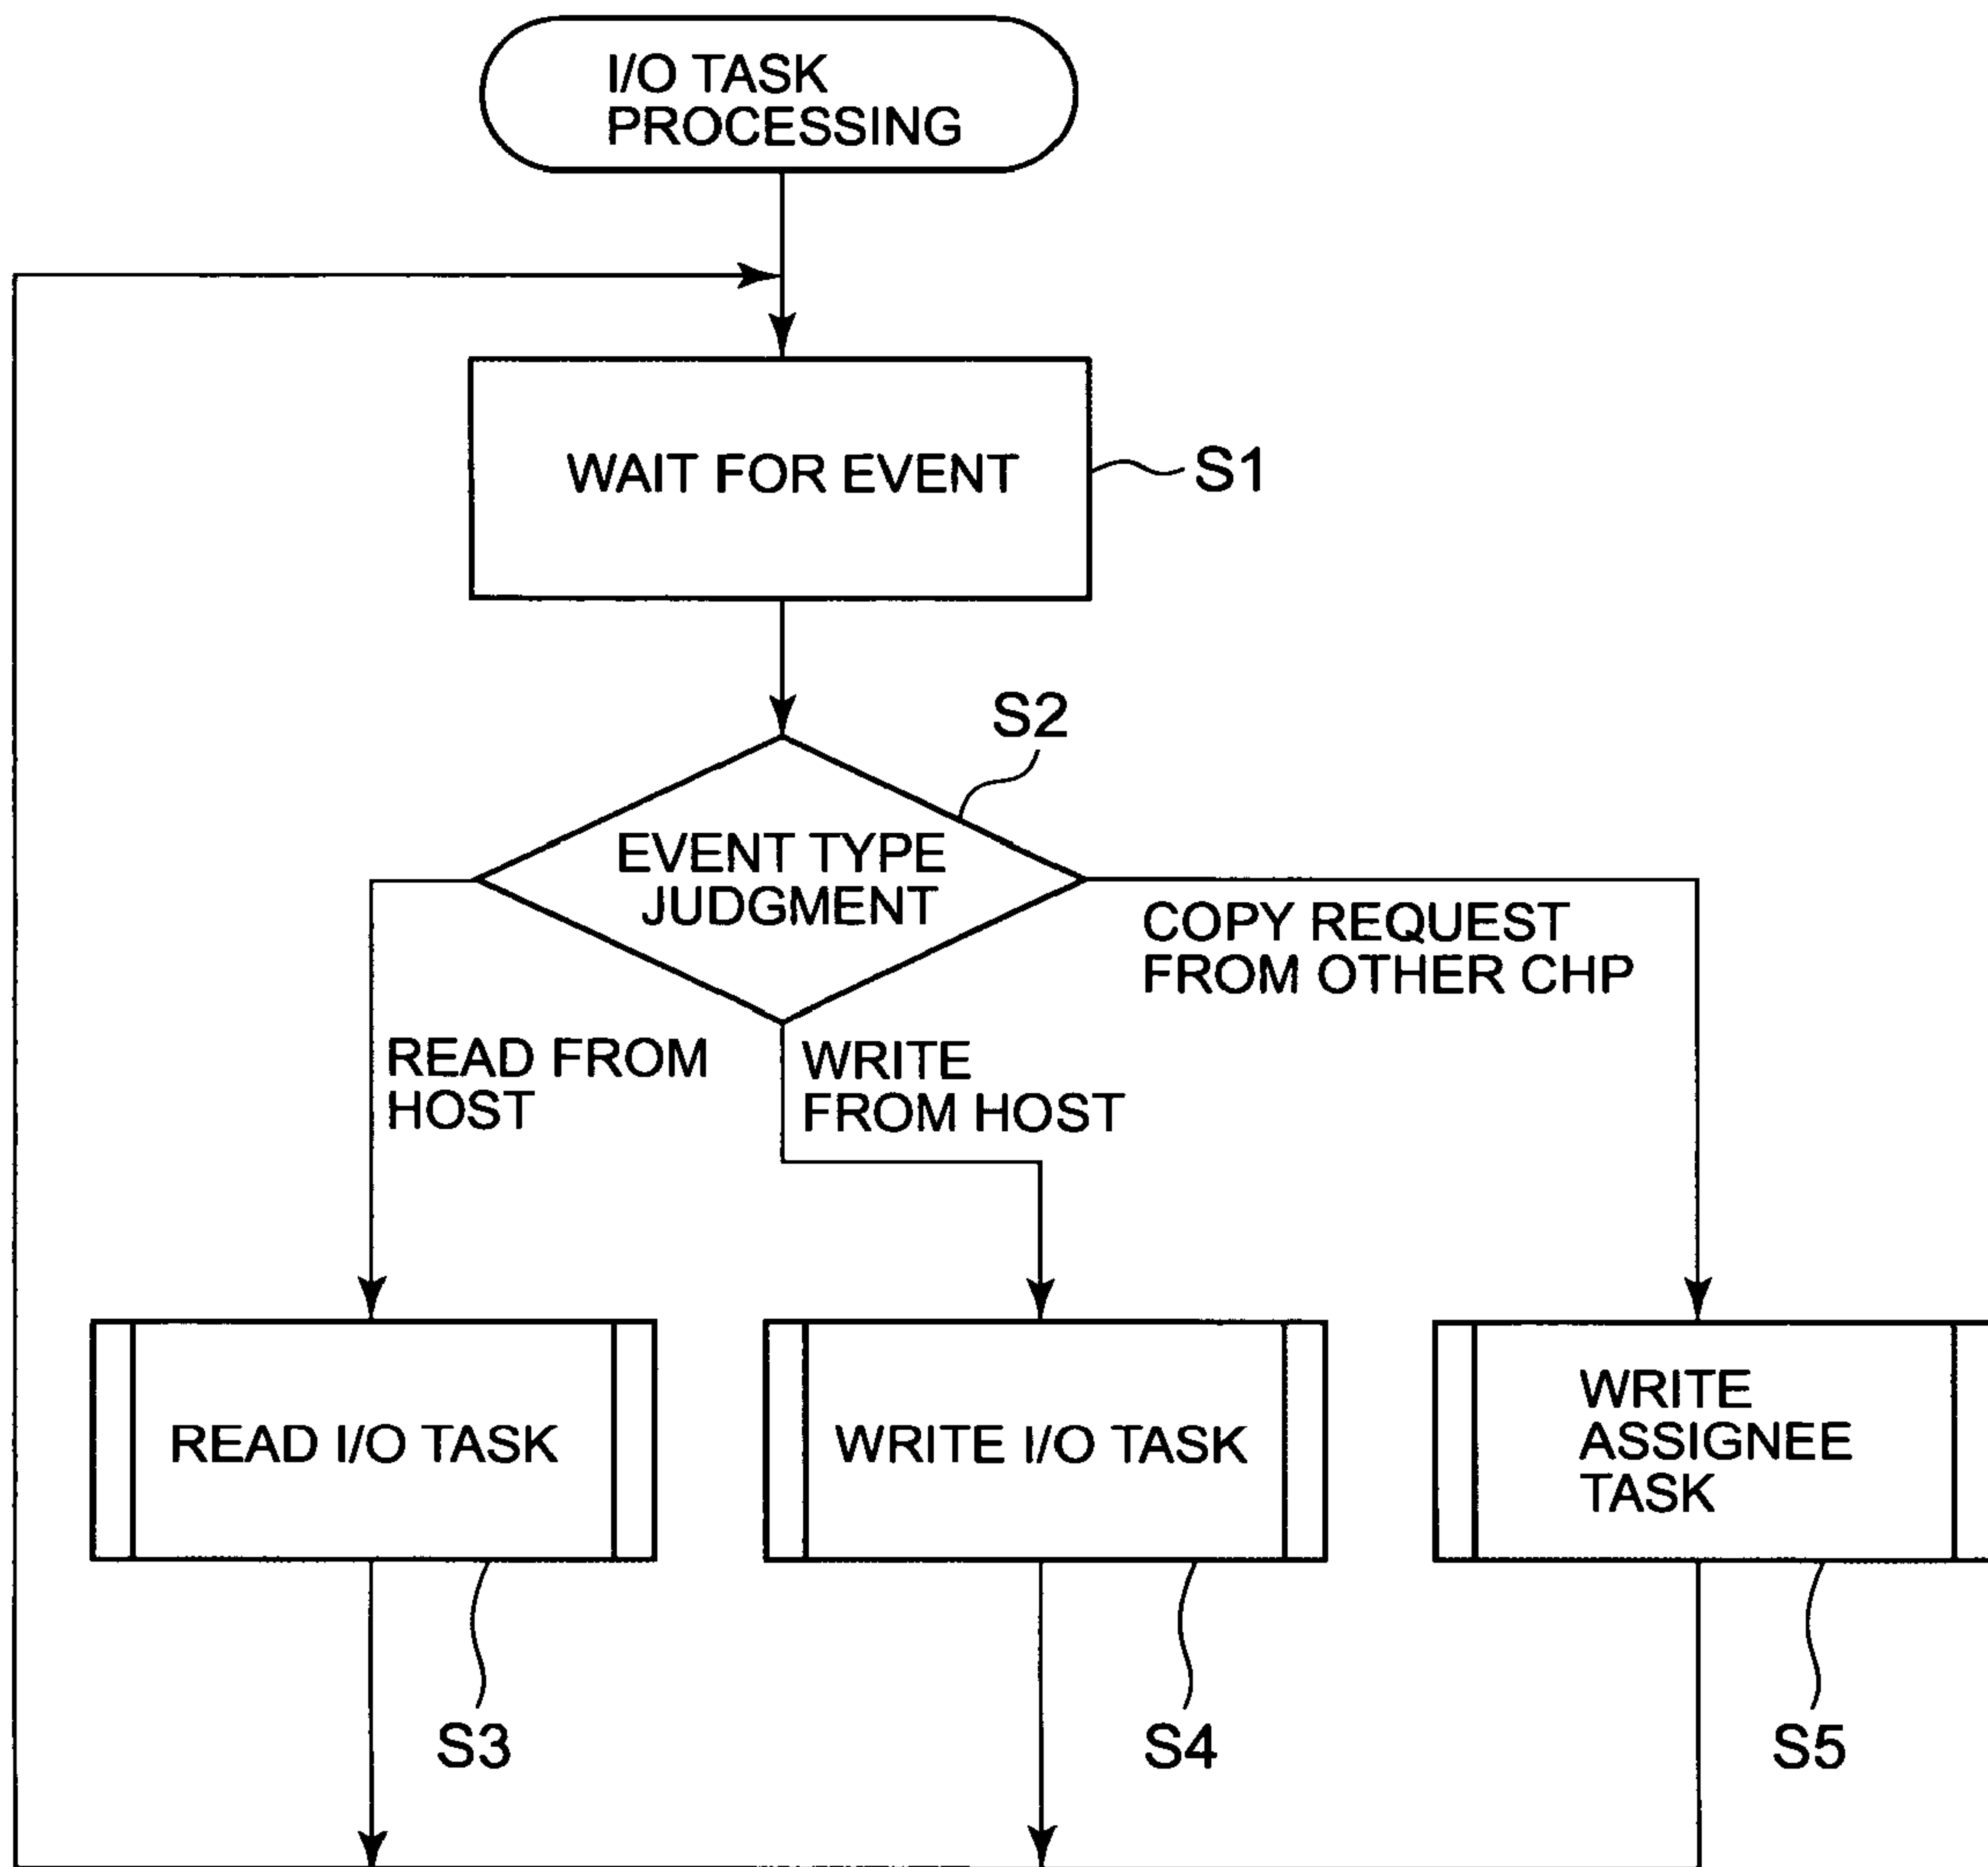 I/O TASK
PROCESSING
WAIT FOR EVENT
S1
S2
EVENT TYPE
JUDGMENT
COPY REQUEST
FROM OTHER CHP
READ FROM
HOST
WRITE
FROM HOST
READ I/O TASK
WRITE I/O TASK
WRITE
ASSIGNEE
TASK
S3
S4
S5